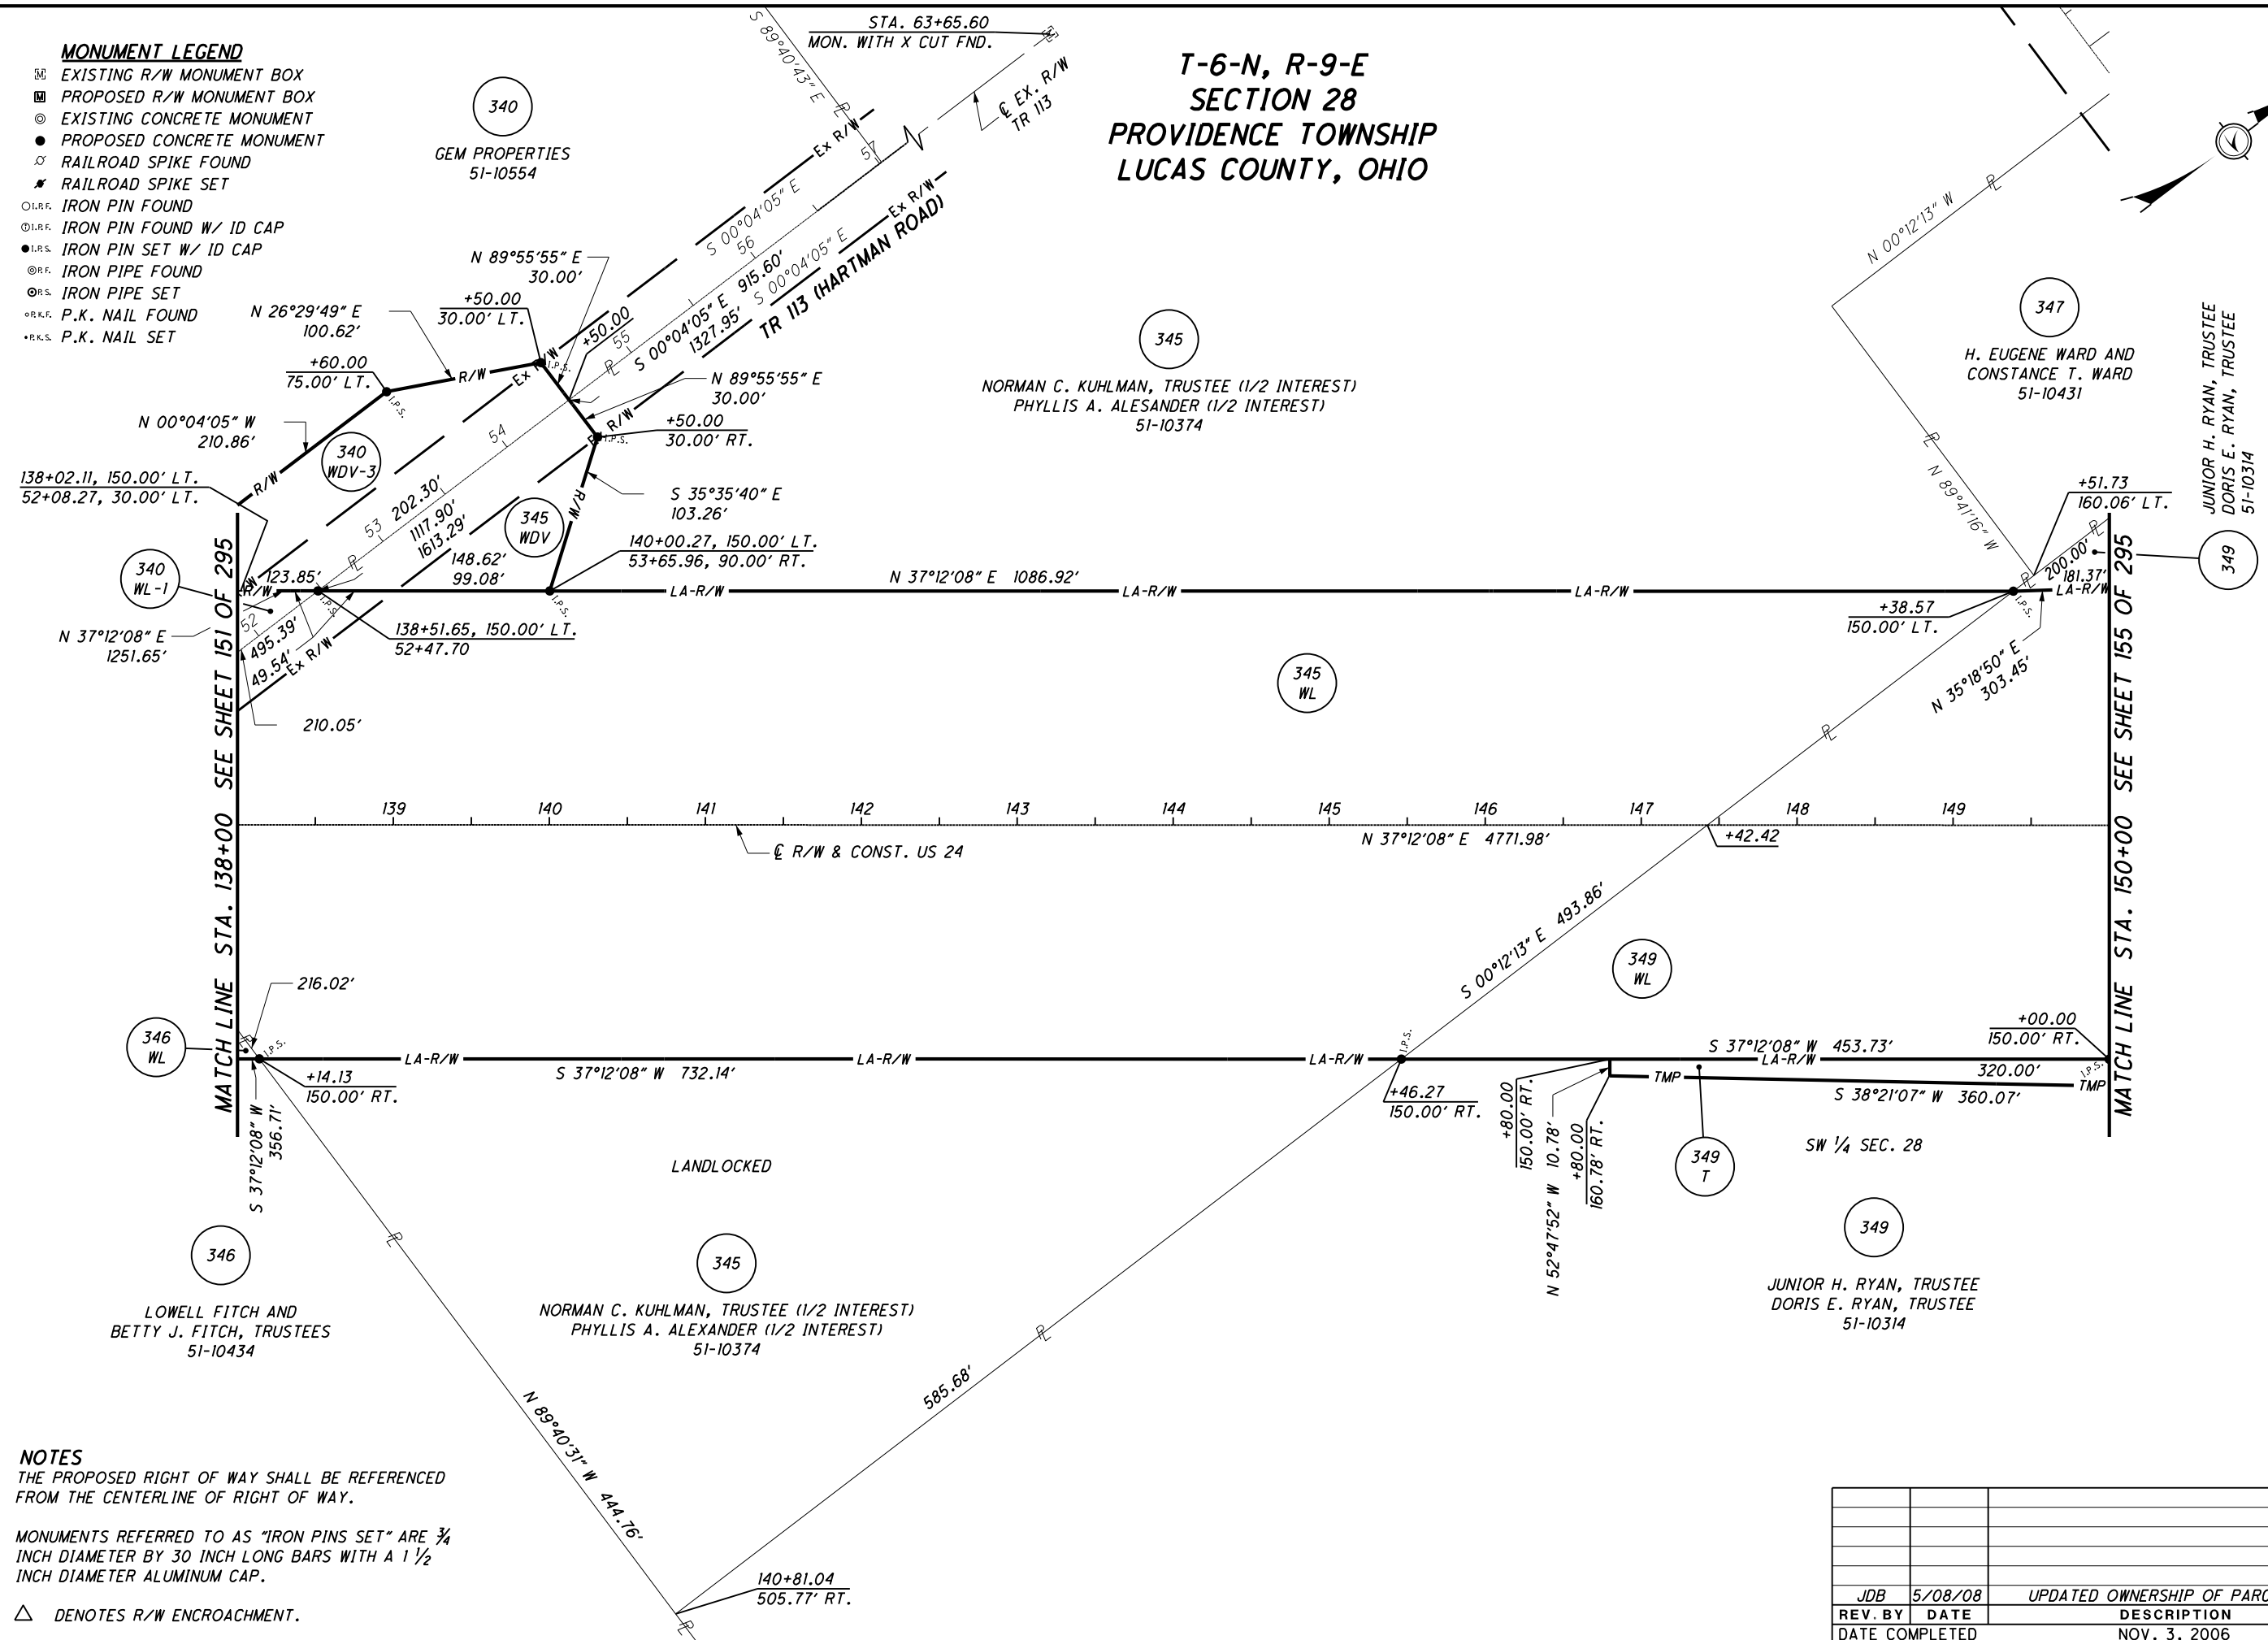 MONUMENT LEGEND
EXISTING R/W MONUMENT BOX
PROPOSED R/W MONUMENT BOX
EXISTING CONCRETE MONUMENT
PROPOSED CONCRETE MONUMENT
RAILROAD SPIKE FOUND
RAILROAD SPIKE SET
I.P.F. IRON PIN FOUND
I.P.F. IRON PIN FOUND W/ ID CAP
I.P.S. IRON PIN SET W/ ID CAP
P.F. IRON PIPE FOUND
P.S. IRON PIPE SET
P.K.F. P.K. NAIL FOUND
P.K.S. P.K. NAIL SET
340
GEM PROPERTIES
51-10554
S 89°40'43" E
STA. 63+65.60
MON. WITH X CUT FND.
℄ EX. R/W
TR 113
T-6-N, R-9-E
SECTION 28
PROVIDENCE TOWNSHIP
LUCAS COUNTY, OHIO
Ex R/W
57
S 00°04'05" E
56
Ex R/W
S 00°04'05" E 915.60'
1327.95'
S 00°04'05" E
TR 113 (HARTMAN ROAD)
55
N 89°55'55" E
30.00'
N 26°29'49" E
100.62'
+50.00
30.00' LT.
+50.00
+60.00
75.00' LT.
R/W
Ex R/W
I.P.S.
I.P.S.
N 89°55'55" E
30.00'
+50.00
30.00' RT.
Ex R/W
I.P.S.
N 00°04'05" W
210.86'
340
WDV-3
54
R/W
138+02.11, 150.00' LT.
52+08.27, 30.00' LT.
53
202.30'
1117.90'
1613.29'
345
WDV
R/W
S 35°35'40" E
103.26'
140+00.27, 150.00' LT.
53+65.96, 90.00' RT.
340
WL-1
123.85'
148.62'
99.08'
R/W
I.P.S.
I.P.S.
LA-R/W
N 37°12'08" E 1086.92'
LA-R/W
LA-R/W
52
495.39'
49.54'
Ex R/W
138+51.65, 150.00' LT.
52+47.70
N 37°12'08" E
1251.65'
210.05'
345
NORMAN C. KUHLMAN, TRUSTEE (1/2 INTEREST)
PHYLLIS A. ALESANDER (1/2 INTEREST)
51-10374
N 00°12'13" W
347
H. EUGENE WARD AND
CONSTANCE T. WARD
51-10431
N 89°41'16" W
JUNIOR H. RYAN, TRUSTEE
DORIS E. RYAN, TRUSTEE
51-10314
349
+51.73
160.06' LT.
200.00'
181.37'
LA-R/W
I.P.S.
+38.57
150.00' LT.
N 35°18'50" E
303.45'
345
WL
MATCH LINE STA. 138+00 SEE SHEET 151 OF 295
MATCH LINE STA. 150+00 SEE SHEET 155 OF 295
139 140 141 142 143 144 145 146 147 148 149
℄ R/W & CONST. US 24
N 37°12'08" E 4771.98'
+42.42
S 00°12'13" E 493.86'
349
WL
216.02'
346
WL
I.P.S.
LA-R/W
LA-R/W
LA-R/W
S 37°12'08" W 732.14'
+14.13
150.00' RT.
S 37°12'08" W
356.71'
I.P.S.
+46.27
150.00' RT.
S 37°12'08" W 453.73'
LA-R/W
+00.00
150.00' RT.
320.00'
I.P.S.
TMP
TMP
S 38°21'07" W 360.07'
+80.00
150.00' RT.
N 52°47'52" W 10.78'
+80.00
160.78' RT.
349
T
SW 1/4 SEC. 28
LANDLOCKED
346
LOWELL FITCH AND
BETTY J. FITCH, TRUSTEES
51-10434
345
NORMAN C. KUHLMAN, TRUSTEE (1/2 INTEREST)
PHYLLIS A. ALEXANDER (1/2 INTEREST)
51-10374
349
JUNIOR H. RYAN, TRUSTEE
DORIS E. RYAN, TRUSTEE
51-10314
585.68'
N 89°40'31" W 444.76'
140+81.04
505.77' RT.
NOTES
THE PROPOSED RIGHT OF WAY SHALL BE REFERENCED
FROM THE CENTERLINE OF RIGHT OF WAY.
MONUMENTS REFERRED TO AS "IRON PINS SET" ARE 3/4
INCH DIAMETER BY 30 INCH LONG BARS WITH A 1 1/2
INCH DIAMETER ALUMINUM CAP.
DENOTES R/W ENCROACHMENT.
JDB 5/08/08 UPDATED OWNERSHIP OF
REV. BY DATE DESCRIPTION
DATE COMPLETED NOV. 3, 2006